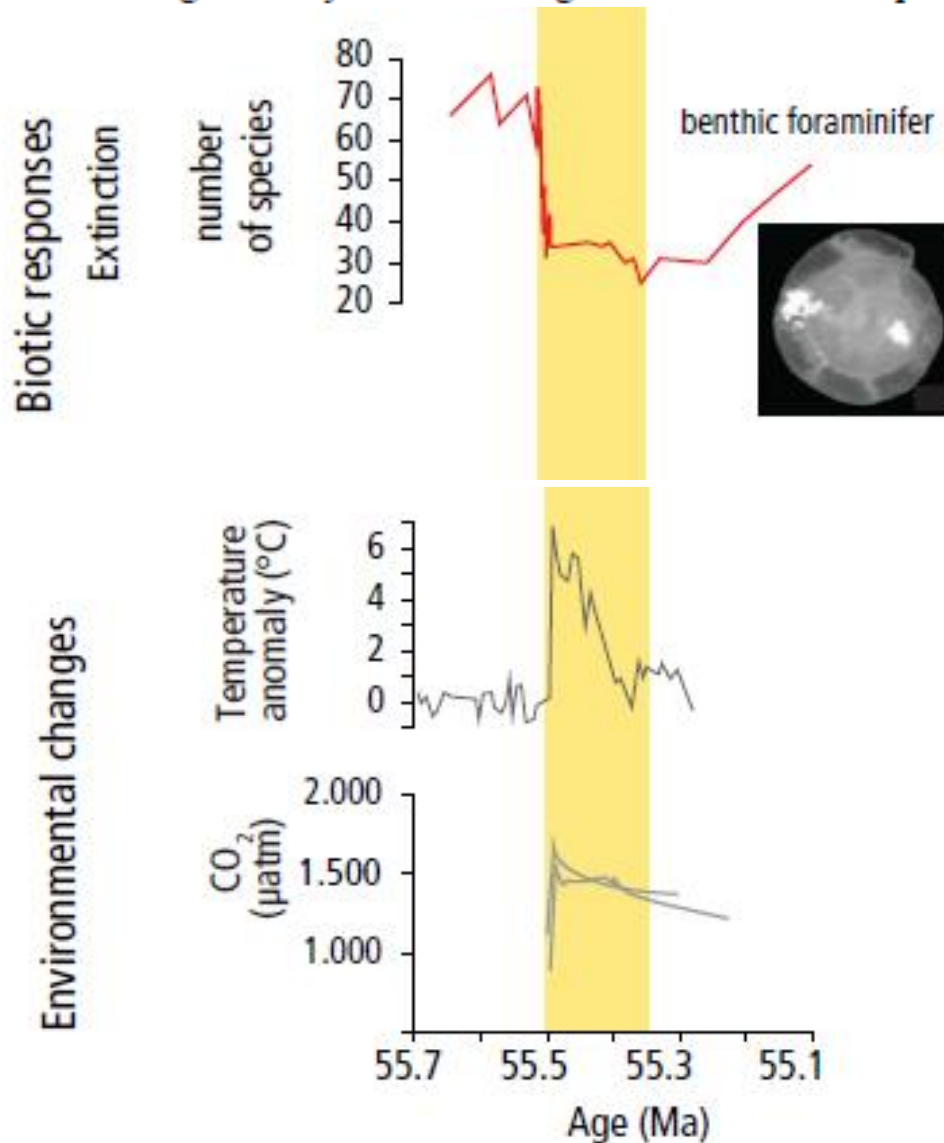 80
70
60
50
40
30
20
Biotic responses
Extinction
number
of species
benthic foraminifer
Environmental changes
Temperature
anomaly (°C)
6
4
2
0
CO2
(µatm)
2.000
1.500
1.000
55.7 55.5 55.3 55.1
Age (Ma)